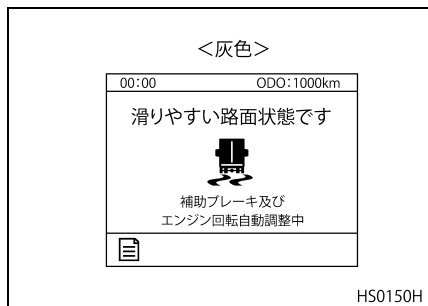 ＜灰色＞
00:00 ODO:1000km
滑りやすい路面状態です
補助ブレーキ及び
エンジン回転自動調整中
HS0150H